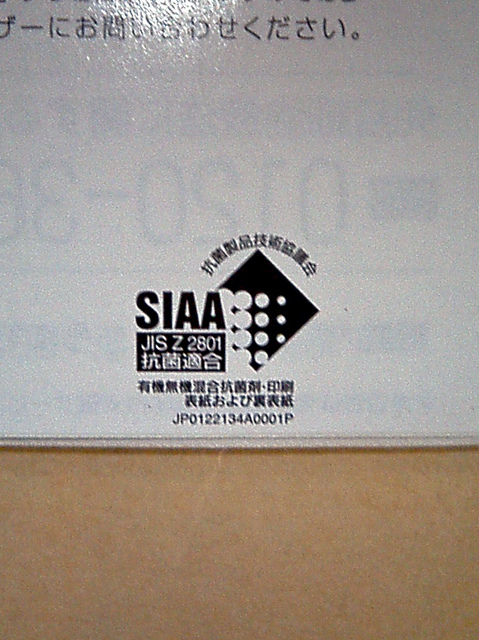 ザーにお問い合わせください。
抗菌製品技術協議会
SIAA
JIS Z 2801
抗菌適合
有機無機混合抗菌剤・印刷
表紙および裏表紙
JP0122134A0001P